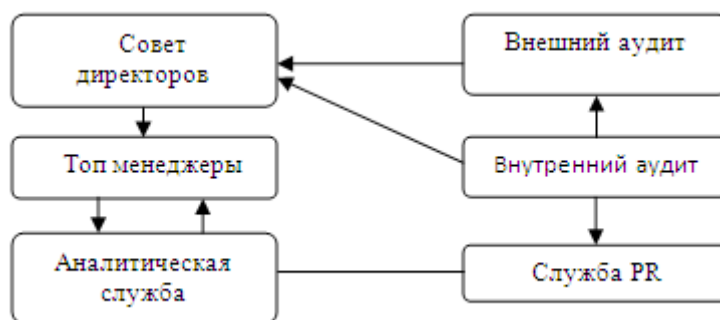 Совет
директоров
Внешний аудит
Топ менеджеры
Внутренний аудит
Аналитическая
служба
Служба PR